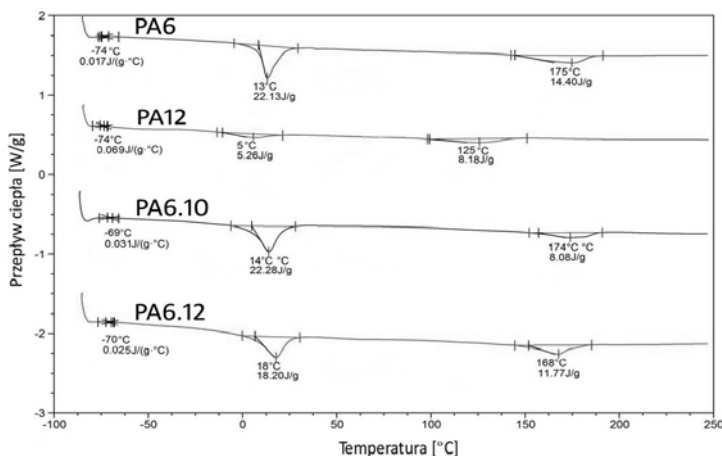 2
PA6
-74 °C
0.017J/(g·°C)
13°C
22.13J/g
175°C
14.40J/g
1
PA12
-74°C
0.069J/(g·°C)
5°C
5.26J/g
125°C
8.18J/g
0
PA6.10
-69°C
0.031J/(g·°C)
14°C °C
22.28J/g
174°C °C
8.08J/g
-1
PA6.12
-70°C
0.025J/(g·°C)
18°C
18.20J/g
168°C
11.77J/g
-2
-3
Przepływ ciepła [W/g]
-100
-50
0
50
100
150
200
250
Temperatura [°C]